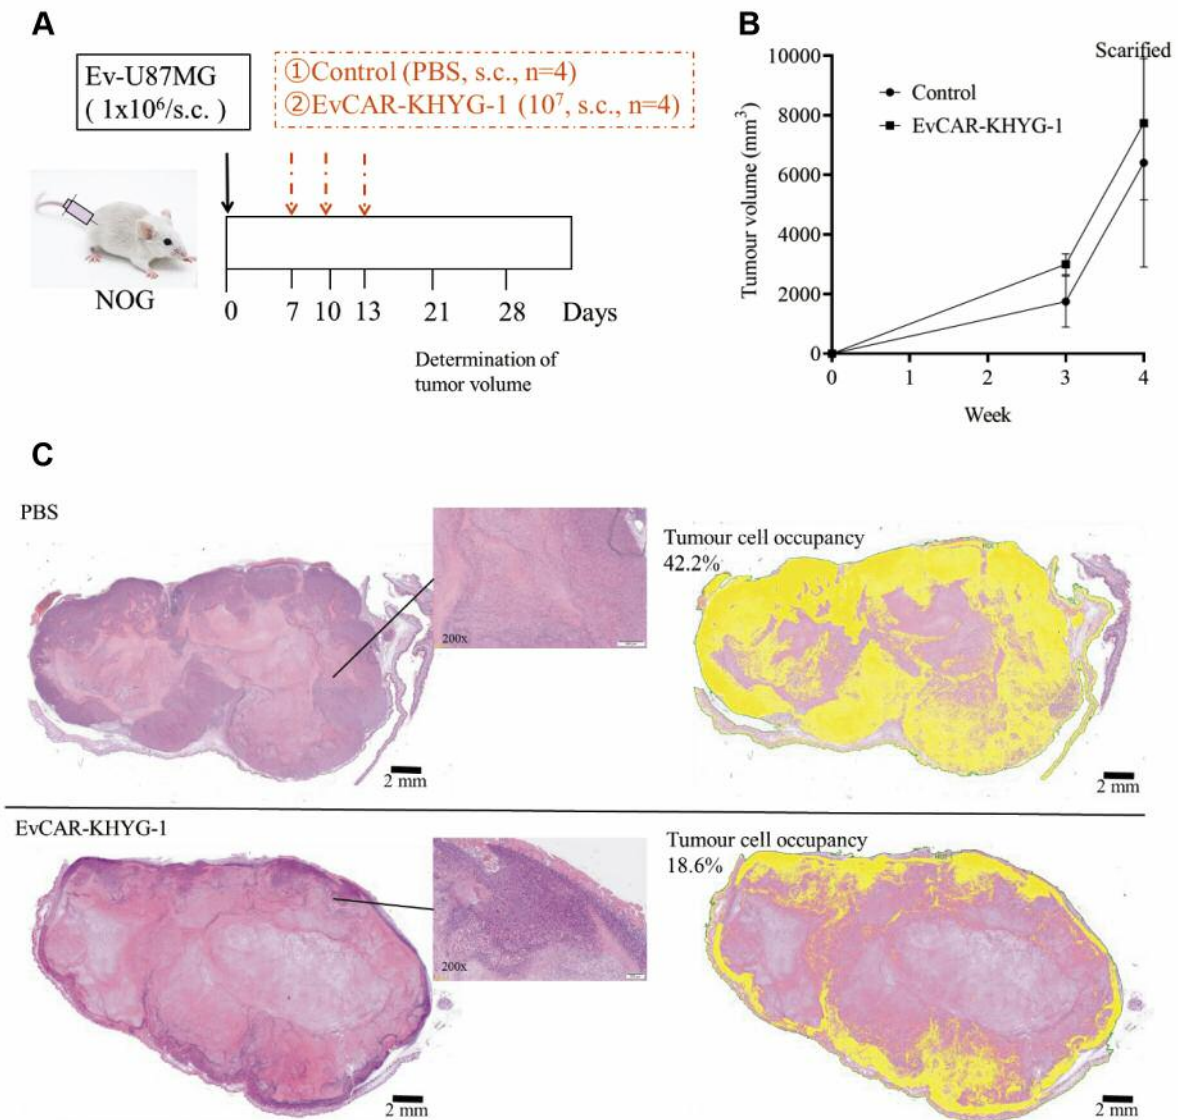 A
Ev-U87MG
( 1x10⁶/s.c. )
①Control (PBS, s.c., n=4)
②EvCAR-KHYG-1 (10⁷, s.c., n=4)
NOG
0 7 10 13 21 28 Days
Determination of
tumor volume
B
Scarified
10000
8000
6000
4000
2000
0
Tumour volume (mm³)
Control
EvCAR-KHYG-1
0 1 2 3 4
Week
C
PBS
200x
2 mm
Tumour cell occupancy
42.2%
2 mm
EvCAR-KHYG-1
200x
2 mm
Tumour cell occupancy
18.6%
2 mm